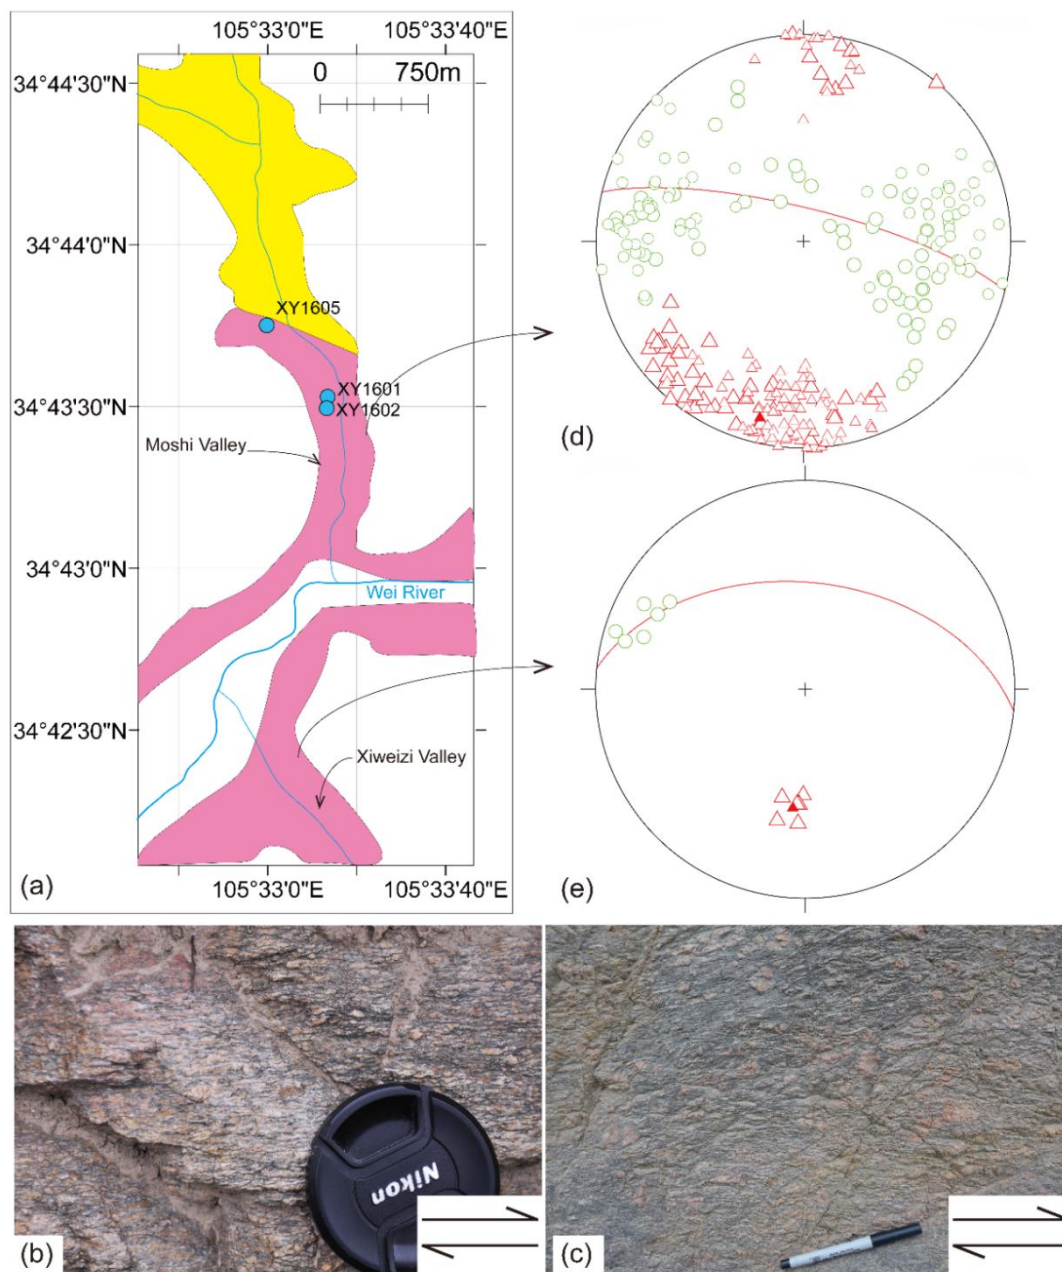 105°33'0"E
105°33'40"E
0
750m
34°44'30"N
34°44'0"N
XY1605
XY1601
34°43'30"N
XY1602
Moshi Valley
(d)
34°43'0"N
Wei River
34°42'30"N
Xiweizi Valley
(a)
(e)
105°33'0"E
105°33'40"E
Nikon
(b)
(c)